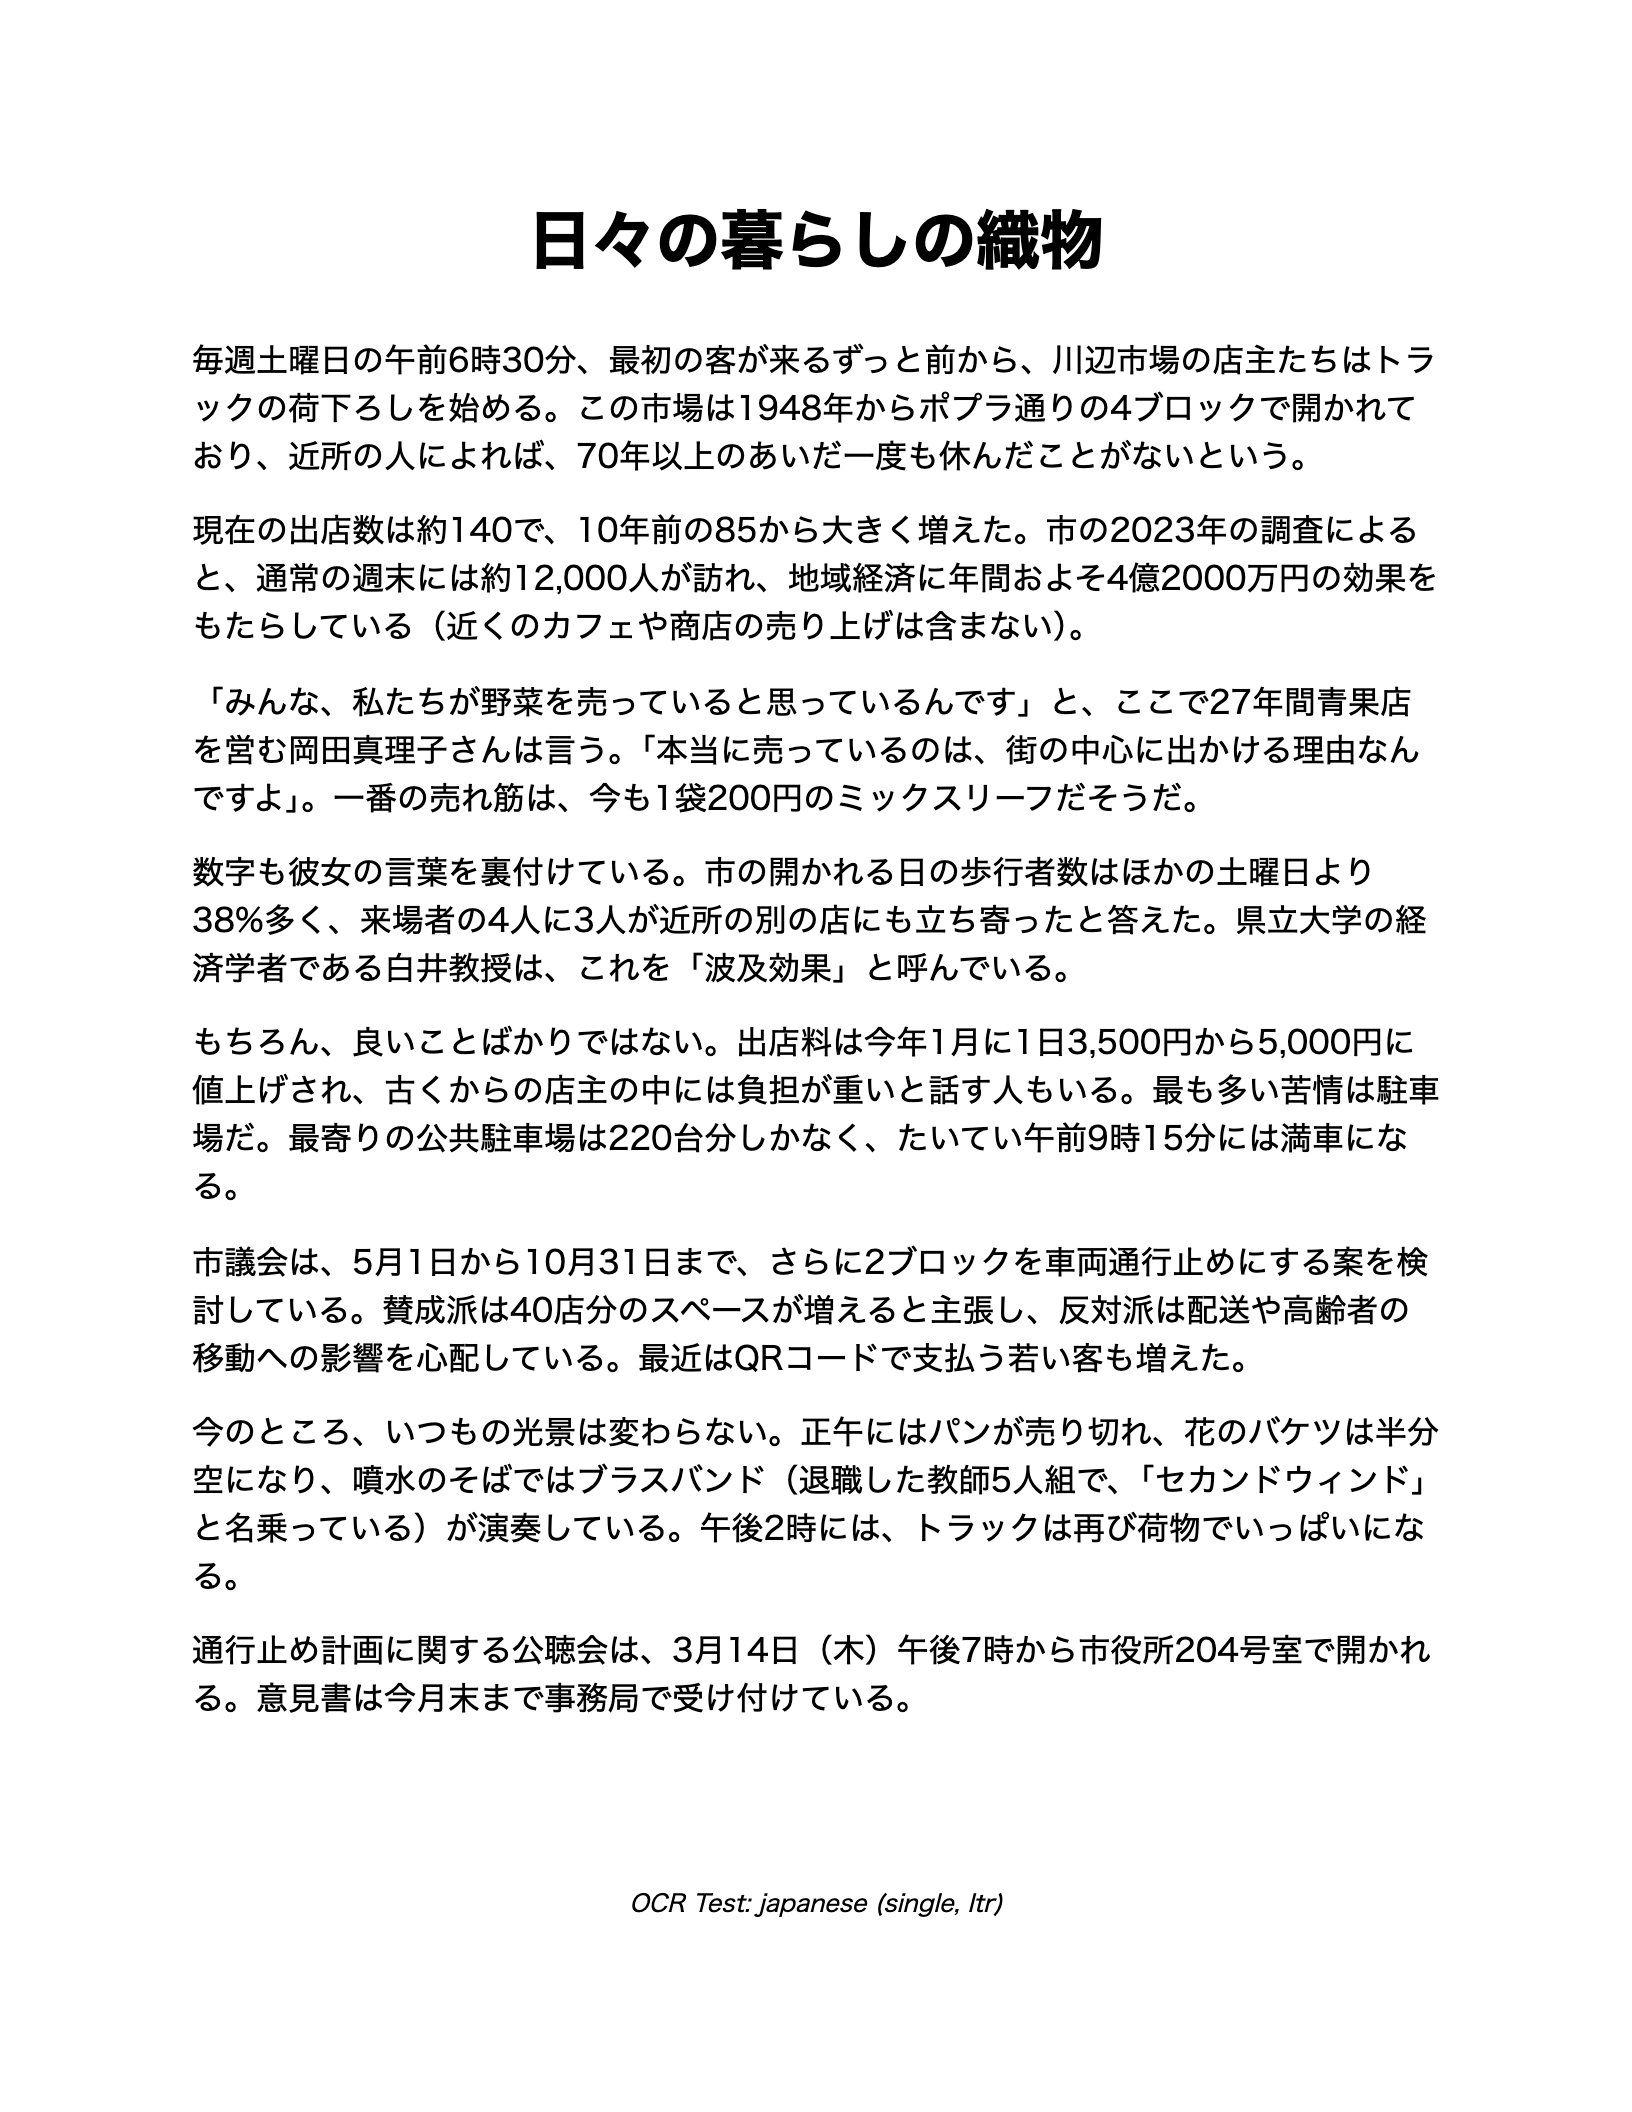 日々の暮らしの織物
毎週土曜日の午前6時30分、最初の客が来るずっと前から、川辺市場の店主たちはトラ
ックの荷下ろしを始める。この市場は1948年からポプラ通りの4ブロックで開かれて
おり、近所の人によれば、70年以上のあいだ一度も休んだことがないという。
現在の出店数は約140で、10年前の85から大きく増えた。市の2023年の調査による
と、通常の週末には約12,000人が訪れ、地域経済に年間およそ4億2000万円の効果を
もたらしている（近くのカフェや商店の売り上げは含まない）。
「みんな、私たちが野菜を売っていると思っているんです」と、ここで27年間青果店
を営む岡田真理子さんは言う。「本当に売っているのは、街の中心に出かける理由なん
ですよ」。一番の売れ筋は、今も1袋200円のミックスリーフだそうだ。
数字も彼女の言葉を裏付けている。市の開かれる日の歩行者数はほかの土曜日より
38%多く、来場者の4人に3人が近所の別の店にも立ち寄ったと答えた。県立大学の経
済学者である白井教授は、これを「波及効果」と呼んでいる。
もちろん、良いことばかりではない。出店料は今年1月に1日3,500円から5,000円に
値上げされ、古くからの店主の中には負担が重いと話す人もいる。最も多い苦情は駐車
場だ。最寄りの公共駐車場は220台分しかなく、たいてい午前9時15分には満車にな
る。
市議会は、5月1日から10月31日まで、さらに2ブロックを車両通行止めにする案を検
討している。賛成派は40店分のスペースが増えると主張し、反対派は配送や高齢者の
移動への影響を心配している。最近はQRコードで支払う若い客も増えた。
今のところ、いつもの光景は変わらない。正午にはパンが売り切れ、花のバケツは半分
空になり、噴水のそばではブラスバンド（退職した教師5人組で、「セカンドウィンド」
と名乗っている）が演奏している。午後2時には、トラックは再び荷物でいっぱいにな
る。
通行止め計画に関する公聴会は、3月14日（木）午後7時から市役所204号室で開かれ
る。意見書は今月末まで事務局で受け付けている。
OCR Test: japanese (single, ltr)